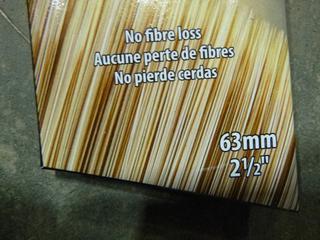 No fibre loss
Aucune perte de fibres
No pierde cerdas
63mm
2½"